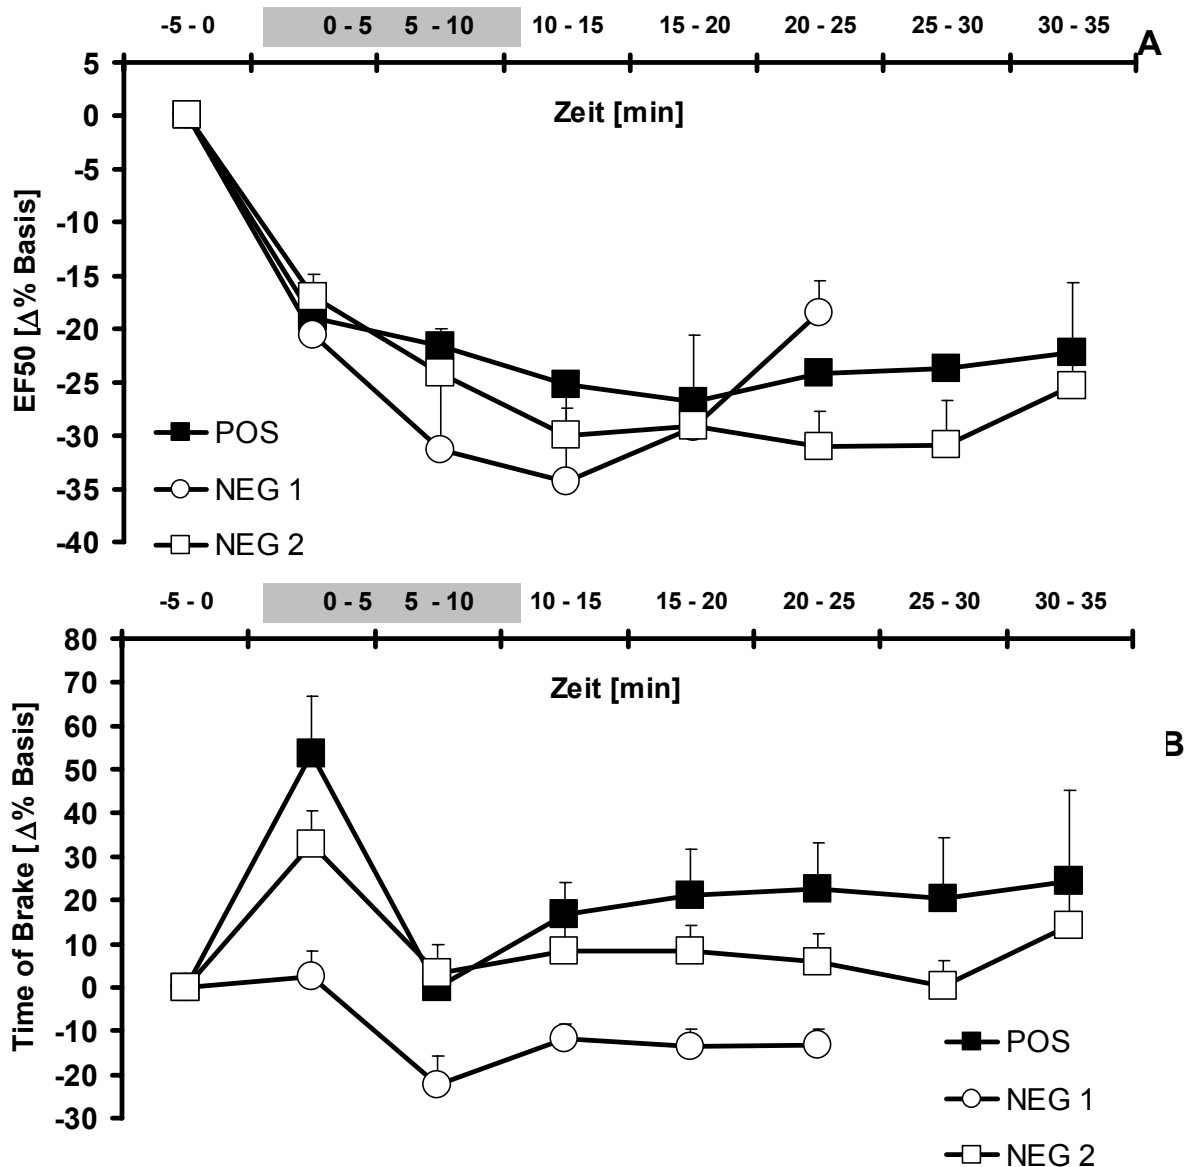 -5 - 0 0 - 5 5 - 10 10 - 15 15 - 20 20 - 25 25 - 30 30 - 35
A
5
Zeit [min]
0
-5
-10
-15
-20
-25
-30
-35
-40
EF50 [Δ% Basis]
POS
NEG 1
NEG 2
-5 - 0 0 - 5 5 - 10 10 - 15 15 - 20 20 - 25 25 - 30 30 - 35
80
Zeit [min]
70
60
50
40
30
20
10
0
-10
-20
-30
Time of Brake [Δ% Basis]
B
POS
NEG 1
NEG 2